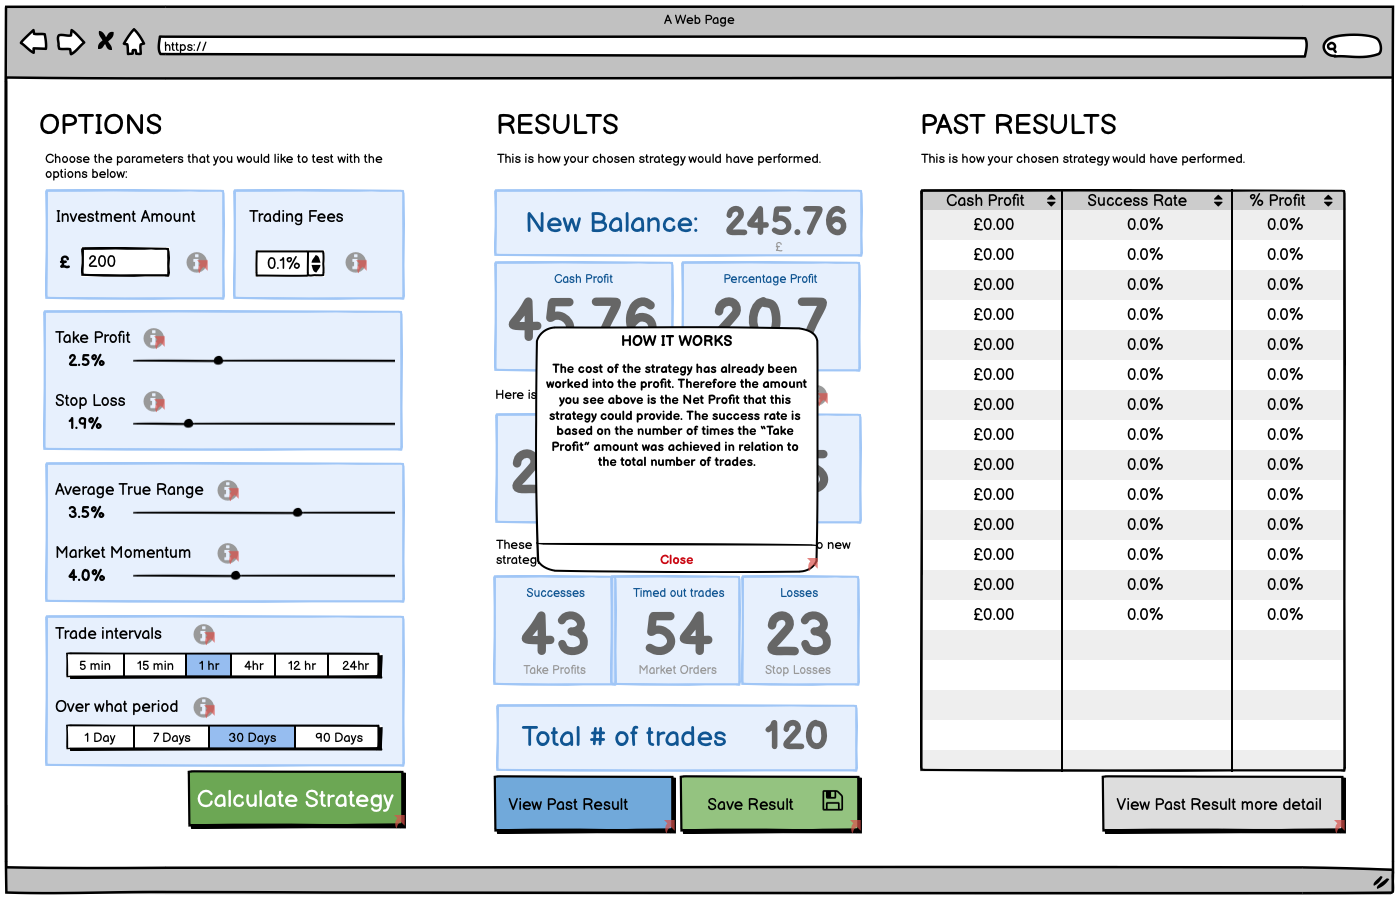 A Web Page
https://
OPTIONS
Choose the parameters that you would like to test with the
options below:
Investment Amount
£ 200
Trading Fees
0.1%
Take Profit
2.5%
Stop Loss
1.9%
Average True Range
3.5%
Market Momentum
4.0%
Trade intervals
5 min 15 min 1 hr 4hr 12 hr 24hr
Over what period
1 Day 7 Days 30 Days 90 Days
Calculate Strategy
RESULTS
This is how your chosen strategy would have performed.
New Balance: 245.76
£
Cash Profit
45.76
Percentage Profit
20.7
Here is
HOW IT WORKS
The cost of the strategy has already been
worked into the profit. Therefore the amount
you see above is the Net Profit that this
strategy could provide. The success rate is
based on the number of times the “Take
Profit” amount was achieved in relation to
the total number of trades.
Close
These
new
Successes
43
Take Profits
Timed out trades
54
Market Orders
Losses
23
Stop Losses
Total # of trades 120
View Past Result
Save Result
PAST RESULTS
This is how your chosen strategy would have performed.
Cash Profit Success Rate % Profit
£0.00 0.0% 0.0%
£0.00 0.0% 0.0%
£0.00 0.0% 0.0%
£0.00 0.0% 0.0%
£0.00 0.0% 0.0%
£0.00 0.0% 0.0%
£0.00 0.0% 0.0%
£0.00 0.0% 0.0%
£0.00 0.0% 0.0%
£0.00 0.0% 0.0%
£0.00 0.0% 0.0%
£0.00 0.0% 0.0%
£0.00 0.0% 0.0%
£0.00 0.0% 0.0%
View Past Result more detail